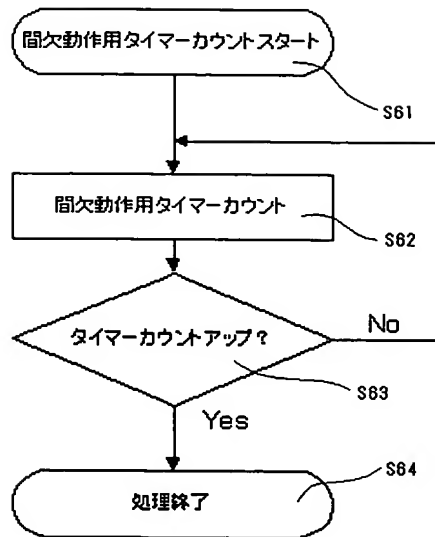 間欠動作用タイマーカウントスタート
S61
間欠動作用タイマーカウント
S62
タイマーカウントアップ？
No
S63
Yes
S64
処理終了